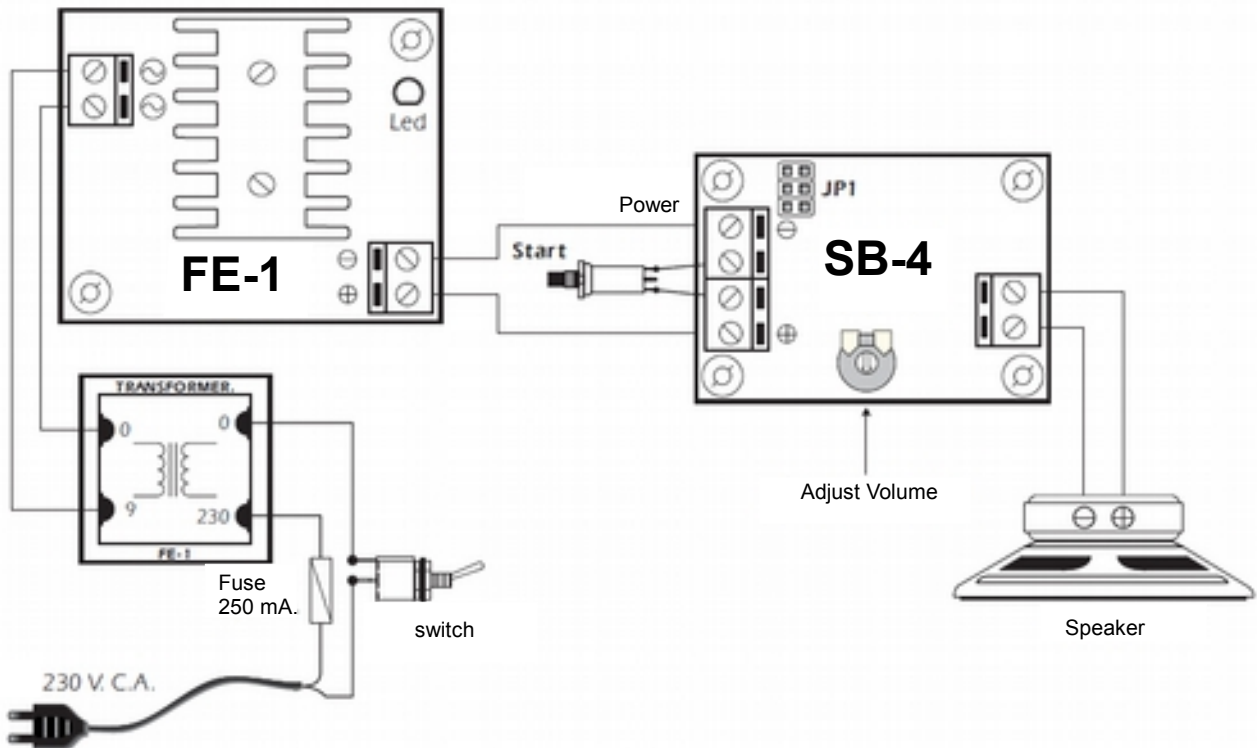 Led
FE-1
JP1
Power
Start
SB-4
Adjust Volume
Speaker
TRANSFORMER.
0 0
9 230
FE-1
Fuse
250 mA.
switch
230 V. C.A.